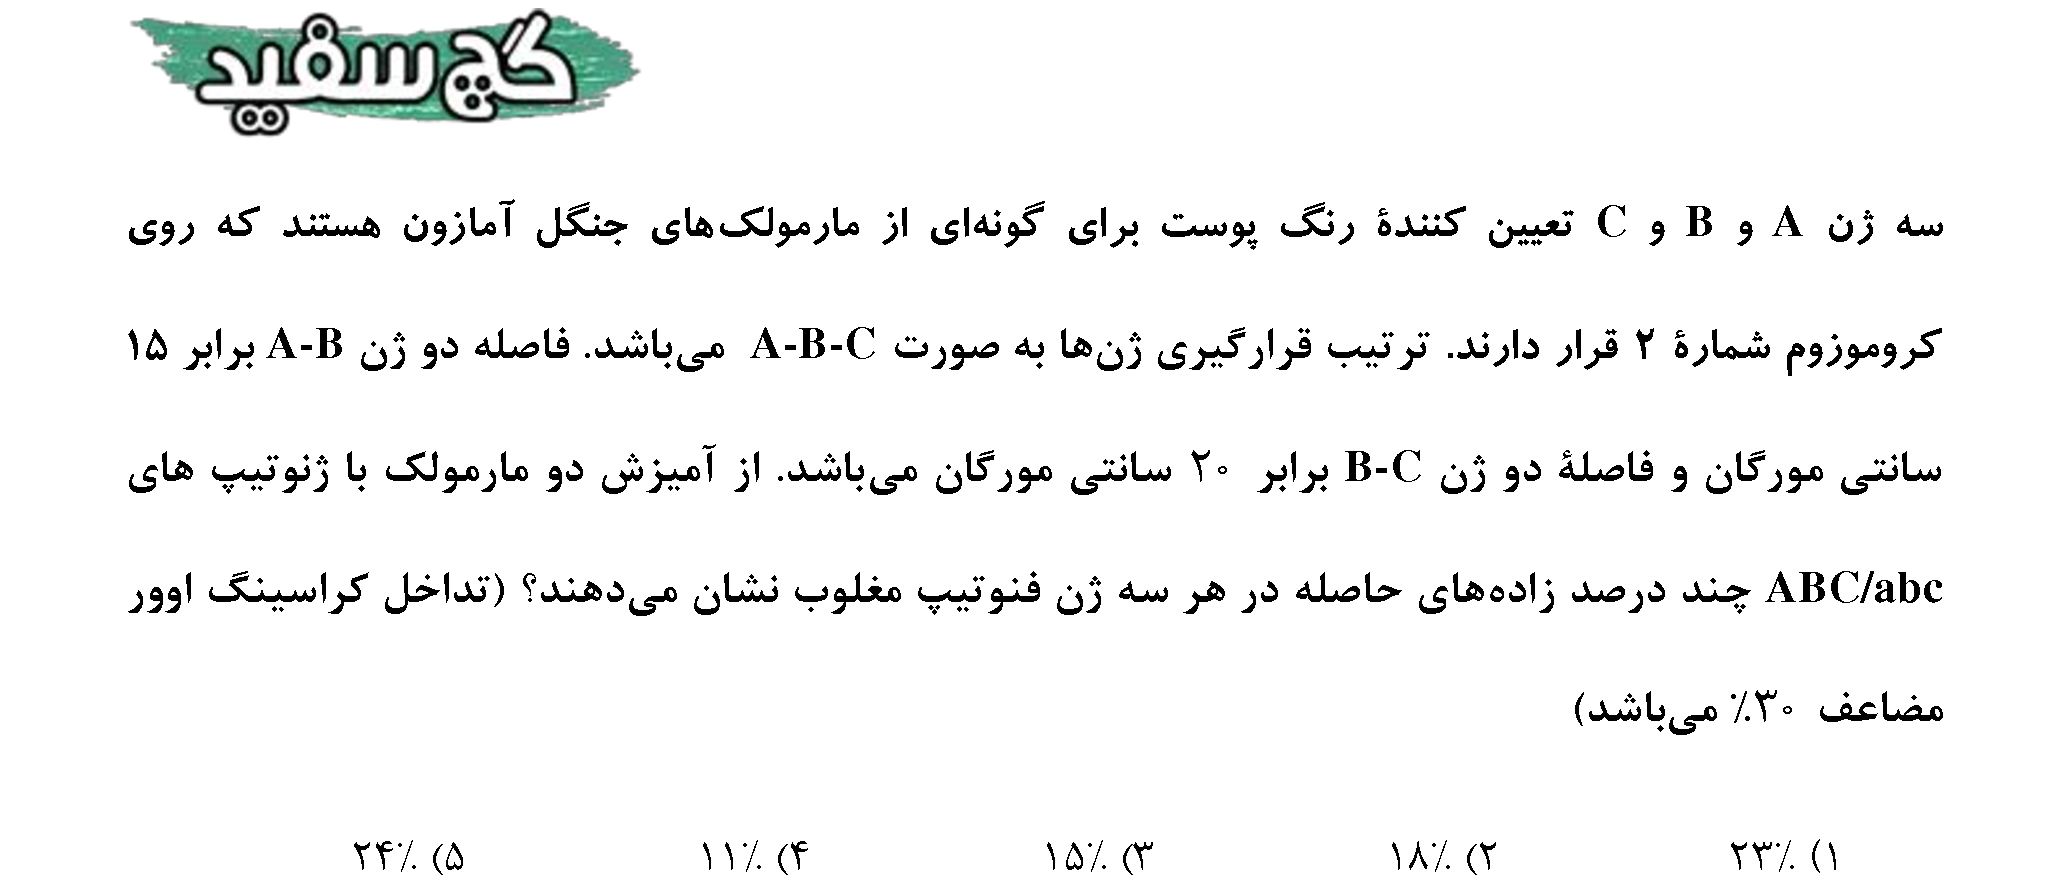 گچ سفید
سه ژن A و B و C تعیین کنندهٔ رنگ پوست برای گونه‌ای از مارمولک‌های جنگل آمازون هستند که روی
کروموزوم شمارهٔ ۲ قرار دارند. ترتیب قرارگیری ژن‌ها به صورت A-B-C می‌باشد. فاصله دو ژن A-B برابر ۱۵
سانتی مورگان و فاصلهٔ دو ژن B-C برابر ۲۰ سانتی مورگان می‌باشد. از آمیزش دو مارمولک با ژنوتیپ های
ABC/abc چند درصد زاده‌های حاصله در هر سه ژن فنوتیپ مغلوب نشان می‌دهند؟ (تداخل کراسینگ اوور
مضاعف ۳۰٪ می‌باشد)
۱) ۲۳٪ ۲) ۱۸٪ ۳) ۱۵٪ ۴) ۱۱٪ ۵) ۲۴٪